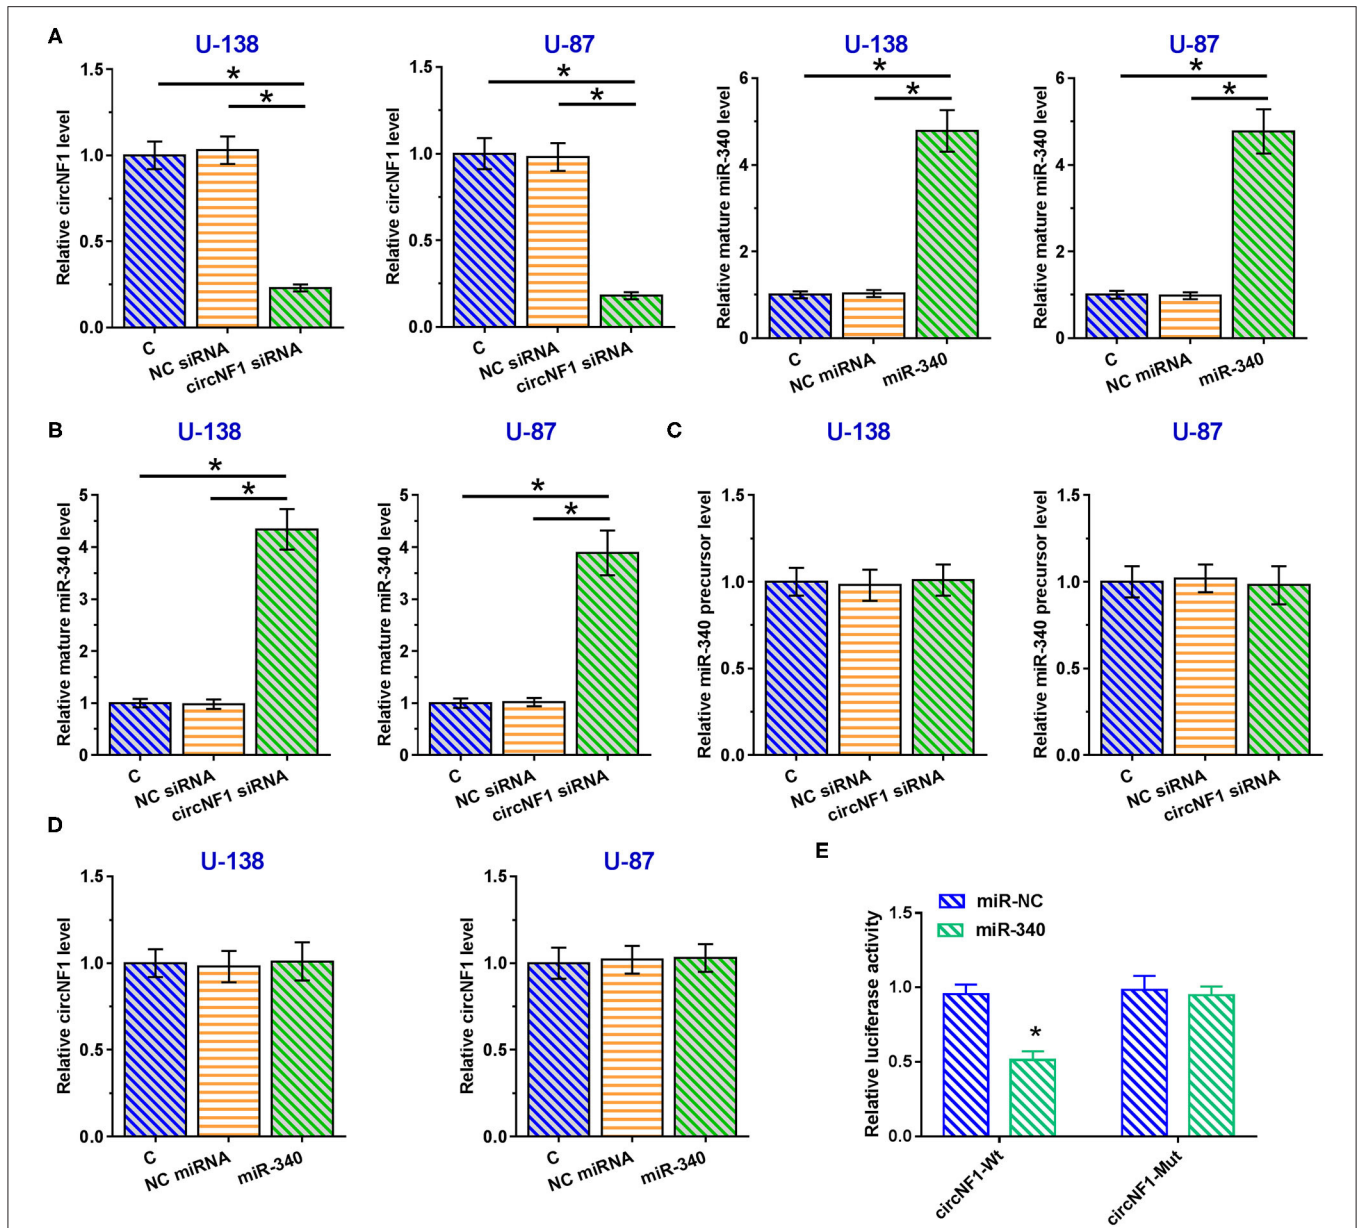 A
U-138
Relative circNF1 level
1.5
1.0
0.5
0.0
*
*
C
NC siRNA
circNF1 siRNA
U-87
Relative circNF1 level
1.5
1.0
0.5
0.0
*
*
C
NC siRNA
circNF1 siRNA
U-138
Relative mature miR-340 level
6
4
2
0
*
*
C
NC miRNA
miR-340
U-87
Relative mature miR-340 level
6
4
2
0
*
*
C
NC miRNA
miR-340
B
U-138
Relative mature miR-340 level
5
4
3
2
1
0
*
*
C
NC siRNA
circNF1 siRNA
U-87
Relative mature miR-340 level
5
4
3
2
1
0
*
*
C
NC siRNA
circNF1 siRNA
C
U-138
Relative miR-340 precursor level
1.5
1.0
0.5
0.0
C
NC siRNA
circNF1 siRNA
U-87
Relative miR-340 precursor level
1.5
1.0
0.5
0.0
C
NC siRNA
circNF1 siRNA
D
U-138
Relative circNF1 level
1.5
1.0
0.5
0.0
C
NC miRNA
miR-340
U-87
Relative circNF1 level
1.5
1.0
0.5
0.0
C
NC miRNA
miR-340
E
miR-NC
miR-340
Relative luciferase activity
1.5
1.0
0.5
0.0
*
circNF1-Wt
circNF1-Mut